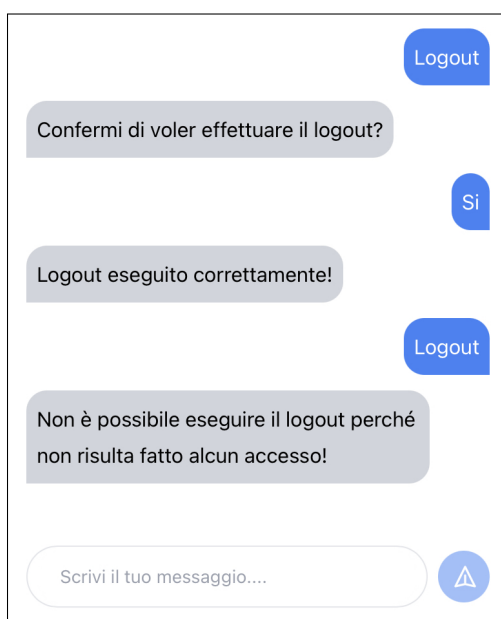 Logout
Confermi di voler effettuare il logout?
Si
Logout eseguito correttamente!
Logout
Non è possibile eseguire il logout perché
non risulta fatto alcun accesso!
Scrivi il tuo messaggio....